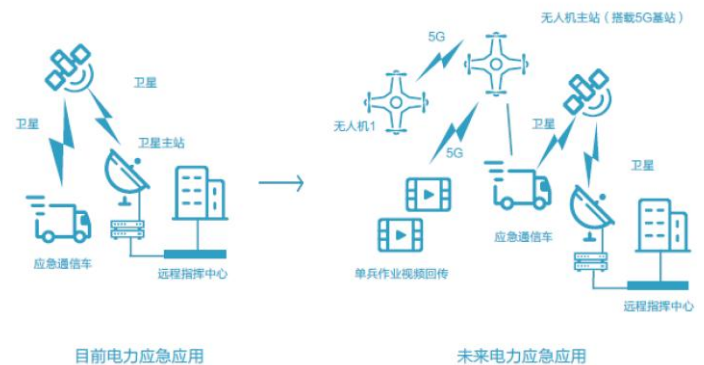 卫星
卫星
卫星主站
应急通信车
远程指挥中心
目前电力应急应用
无人机主站（搭载5G基站）
5G
无人机1
5G
卫星
卫星
应急通信车
单兵作业视频回传
远程指挥中心
未来电力应急应用